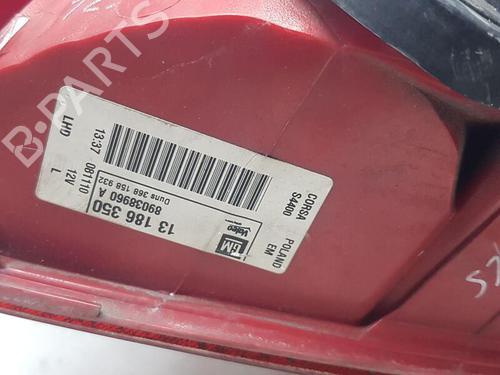 CORSA
S4400
POLAND
EM
GM
Valeo
13 186 350
89038960 A
Duns 368 158 932
13:37 081110 12V
LHD L
B-PARTS